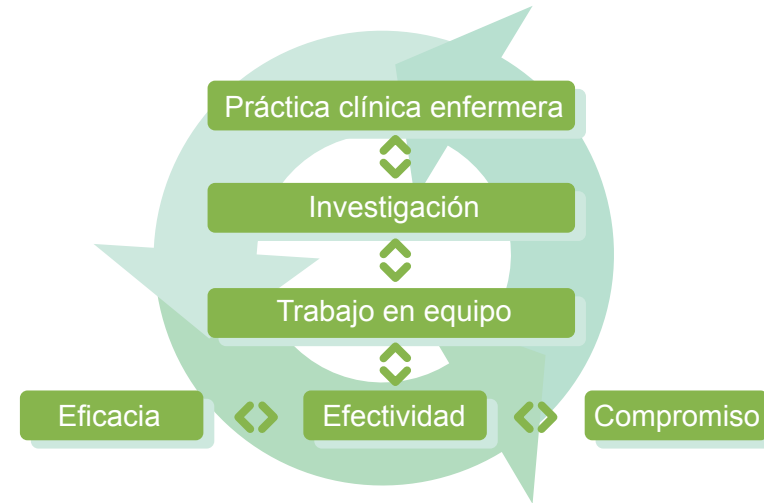 Práctica clínica enfermera
Investigación
Trabajo en equipo
Eficacia
Efectividad
Compromiso